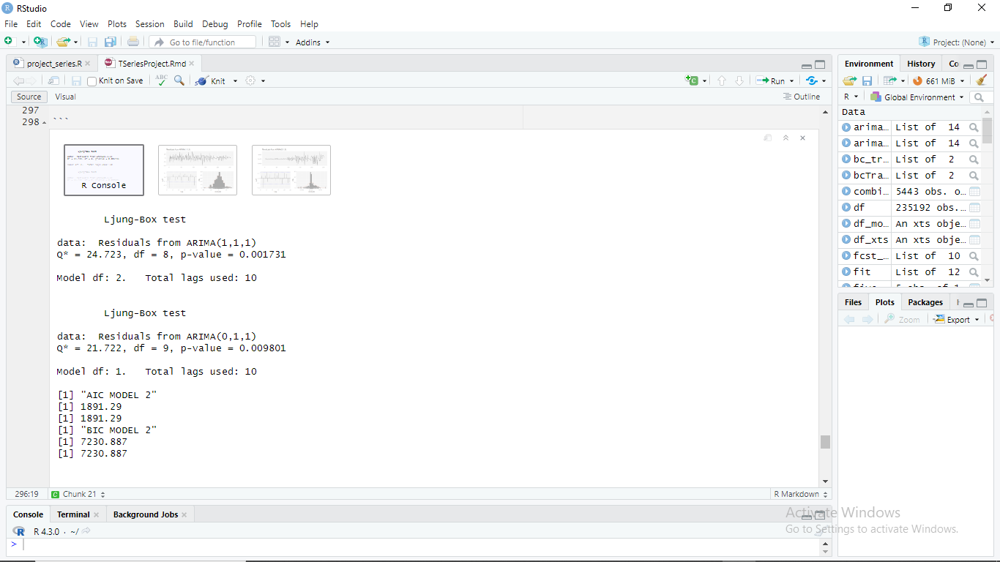 RStudio
File Edit Code View Plots Session Build Debug Profile Tools Help
Go to file/function Addins Project: (None)
project_series.R TSeriesProject.Rmd
Knit on Save ABC Knit Run
Source Visual Outline
297
298 ```
R Console
Ljung-Box test
data: Residuals from ARIMA(1,1,1)
Q* = 24.723, df = 8, p-value = 0.001731
Model df: 2. Total lags used: 10
Ljung-Box test
data: Residuals from ARIMA(0,1,1)
Q* = 21.722, df = 9, p-value = 0.009801
Model df: 1. Total lags used: 10
[1] "AIC MODEL 2"
[1] 1891.29
[1] 1891.29
[1] "BIC MODEL 2"
[1] 7230.887
[1] 7230.887
296:19 Chunk 21 R Markdown
Console Terminal Background Jobs
R 4.3.0 · ~/
>
Environment History Co
661 MiB
R Global Environment
Data
arima… List of 14
arima… List of 14
bc_tr… List of 2
bcTra… List of 2
combi… 5443 obs. o…
df 235192 obs.…
df_mo… An xts obje…
df_xts An xts obje…
fcst_… List of 10
fit List of 12
Files Plots Packages
Zoom Export
Activate Windows
Go to Settings to activate Windows.